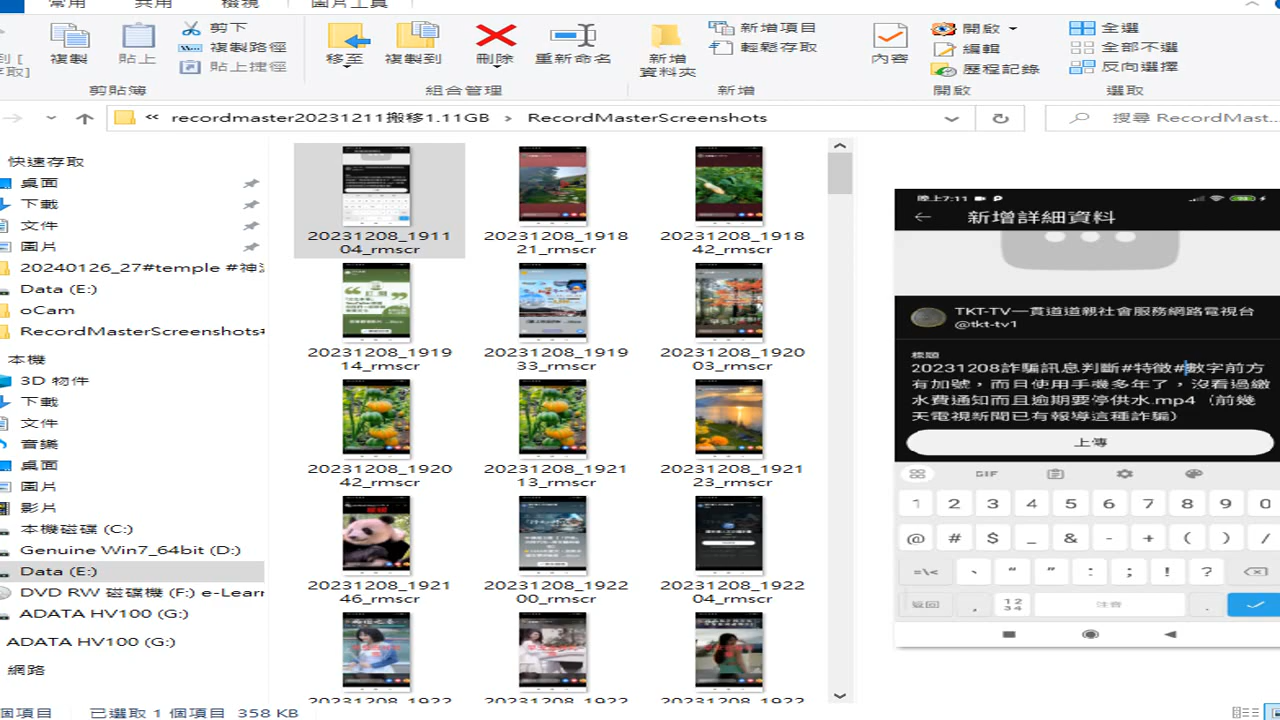 常用 共用 檢視 圖片工具
剪下
複製路徑
貼上捷徑
複製
貼上
剪貼簿
移至
複製到
刪除
重新命名
組合管理
新增
資料夾
新增項目
輕鬆存取
新增
內容
開啟
編輯
歷程記錄
開啟
全選
全部不選
反向選擇
選取
« recordmaster20231211搬移1.11GB › RecordMasterScreenshots
搜尋 RecordMast...
快速存取
桌面
下載
文件
圖片
20240126_27#temple #神
Data (E:)
oCam
RecordMasterScreenshots
本機
3D 物件
下載
文件
音樂
桌面
圖片
影片
本機磁碟 (C:)
Genuine Win7_64bit (D:)
Data (E:)
DVD RW 磁碟機 (F:) e-Lear
ADATA HV100 (G:)
ADATA HV100 (G:)
網路
20231208_1911
04_rmscr
20231208_1918
21_rmscr
20231208_1918
42_rmscr
20231208_1919
14_rmscr
20231208_1919
33_rmscr
20231208_1920
03_rmscr
20231208_1920
42_rmscr
20231208_1921
13_rmscr
20231208_1921
23_rmscr
20231208_1921
46_rmscr
20231208_1922
00_rmscr
20231208_1922
04_rmscr
20231208_1922
20231208_1922
20231208_1922
個項目 已選取 1 個項目 358 KB
晚上7:11
新增詳細資料
TKT-TV一貫道道親社會服務網路電視台
@tkt-tv1
標題
20231208詐騙訊息判斷#特徵#數字前方
有加號，而且使用手機多年了，沒看過繳
水費通知而且逾期要停供水.mp4（前幾
天電視新聞已有報導這種詐騙）
上傳
GIF
1 2 3 4 5 6 7 8 9 0
@ # $ _ & - + ( ) /
=\< 、 “ ” : ; ! ?
返回 , 12 34 注音 .